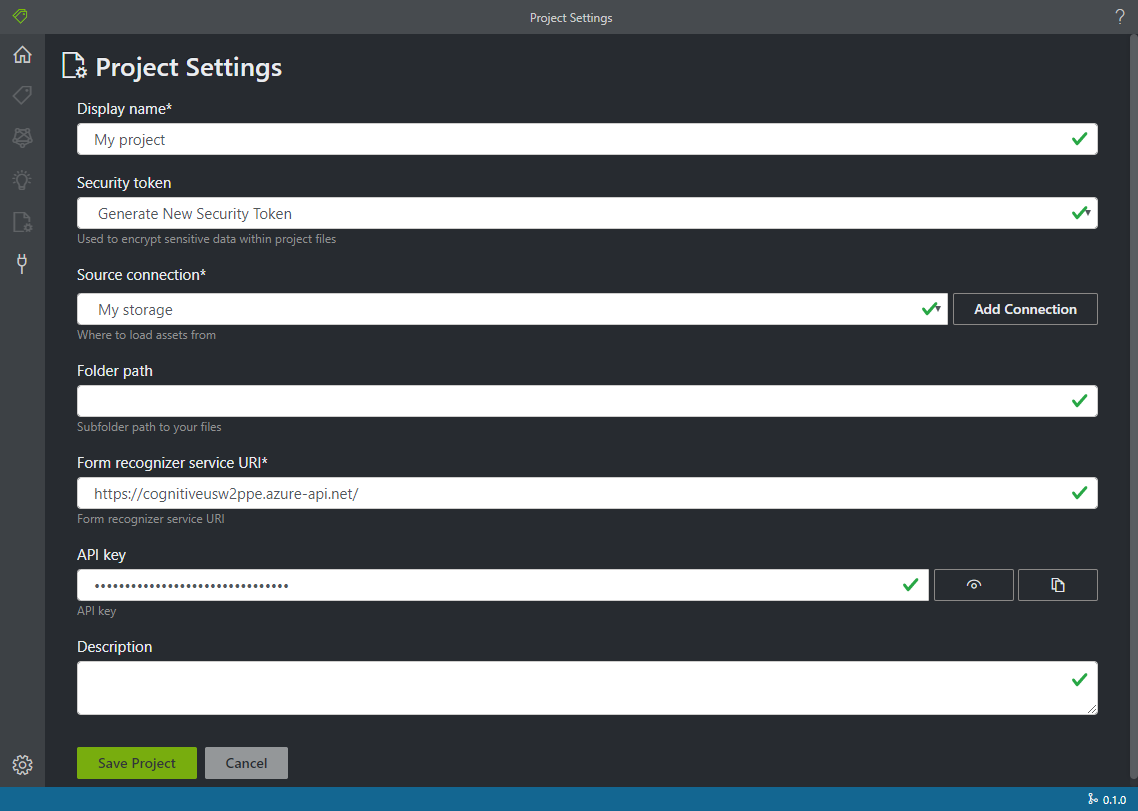 Project Settings
?
Project Settings
Display name*
My project
Security token
Generate New Security Token
Used to encrypt sensitive data within project files
Source connection*
My storage
Add Connection
Where to load assets from
Folder path
Subfolder path to your files
Form recognizer service URI*
https://cognitiveusw2ppe.azure-api.net/
Form recognizer service URI
API key
••••••••••••••••••••••••••••••••
API key
Description
Save Project Cancel
0.1.0